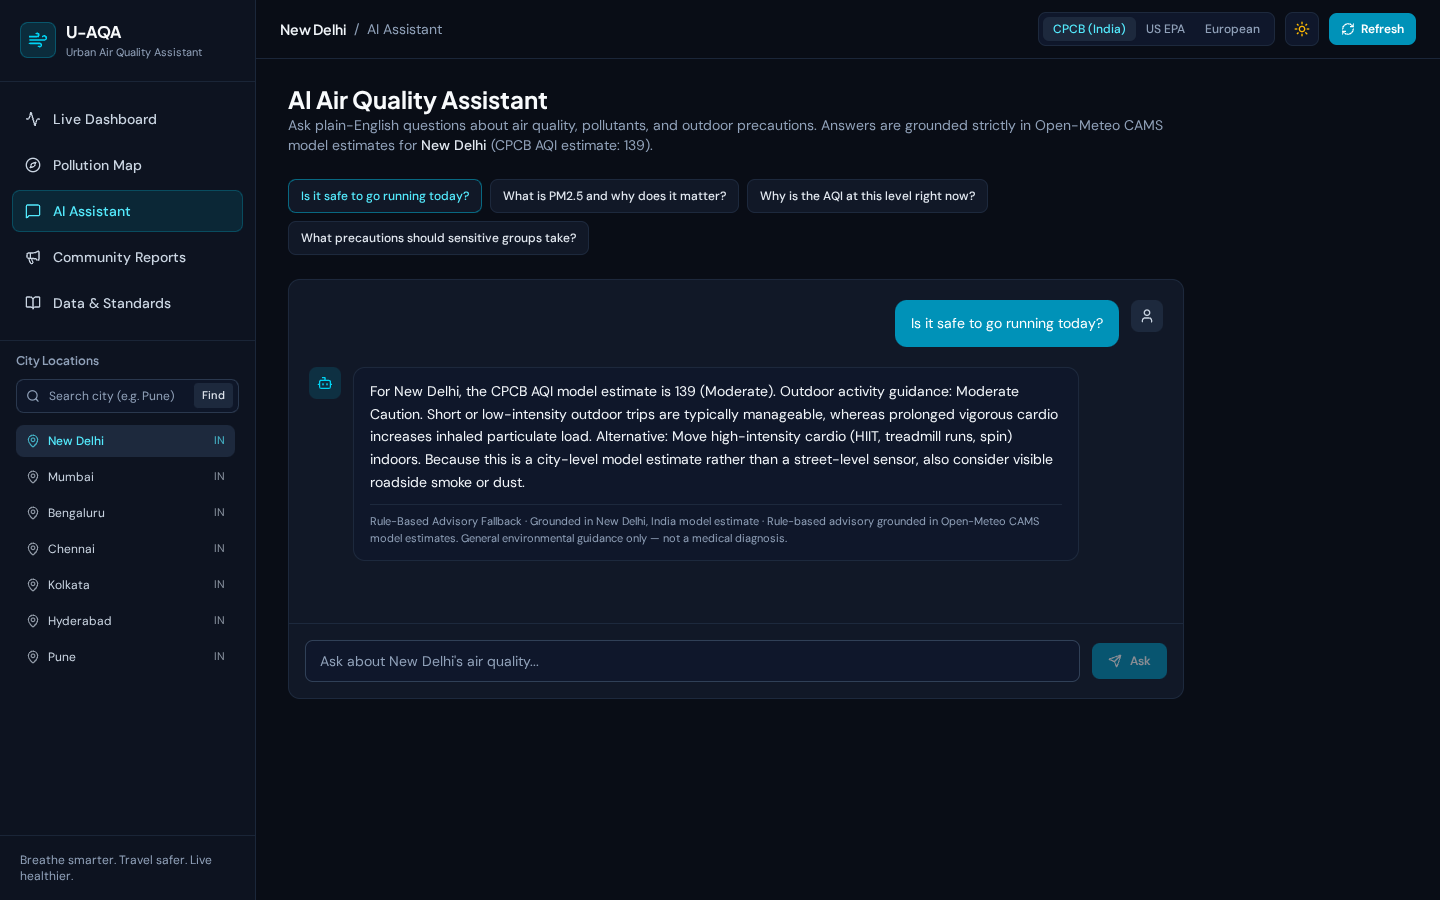 U-AQA
Urban Air Quality Assistant
Live Dashboard
Pollution Map
AI Assistant
Community Reports
Data & Standards
City Locations
Search city (e.g. Pune) Find
New Delhi IN
Mumbai IN
Bengaluru IN
Chennai IN
Kolkata IN
Hyderabad IN
Pune IN
Breathe smarter. Travel safer. Live
healthier.
New Delhi / AI Assistant
CPCB (India) US EPA European Refresh
AI Air Quality Assistant
Ask plain-English questions about air quality, pollutants, and outdoor precautions. Answers are grounded strictly in Open-Meteo CAMS
model estimates for New Delhi (CPCB AQI estimate: 139).
Is it safe to go running today? What is PM2.5 and why does it matter? Why is the AQI at this level right now?
What precautions should sensitive groups take?
Is it safe to go running today?
For New Delhi, the CPCB AQI model estimate is 139 (Moderate). Outdoor activity guidance: Moderate
Caution. Short or low-intensity outdoor trips are typically manageable, whereas prolonged vigorous cardio
increases inhaled particulate load. Alternative: Move high-intensity cardio (HIIT, treadmill runs, spin)
indoors. Because this is a city-level model estimate rather than a street-level sensor, also consider visible
roadside smoke or dust.
Rule-Based Advisory Fallback · Grounded in New Delhi, India model estimate · Rule-based advisory grounded in Open-Meteo CAMS
model estimates. General environmental guidance only — not a medical diagnosis.
Ask about New Delhi's air quality... Ask